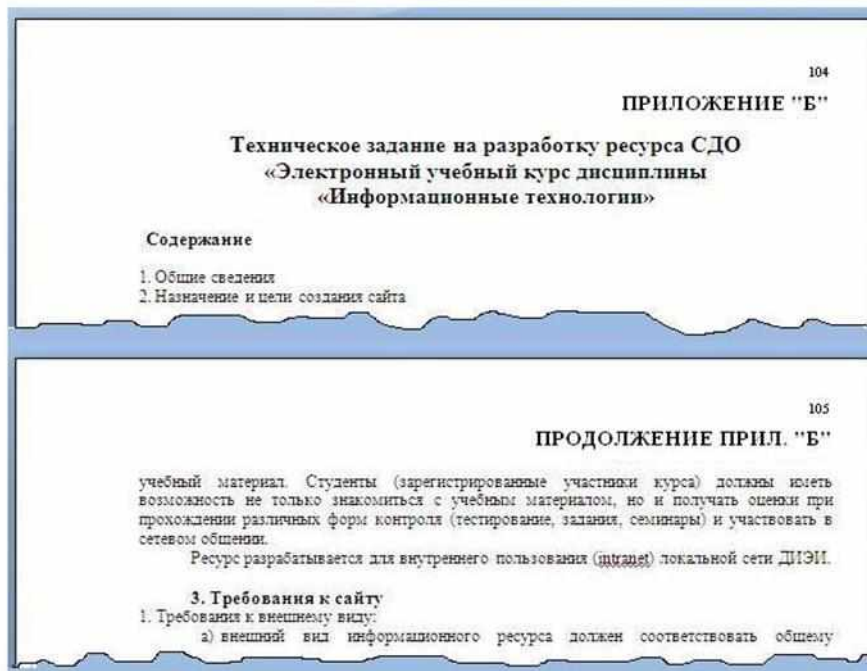 104
ПРИЛОЖЕНИЕ "Б"
Техническое задание на разработку ресурса СДО
«Электронный учебный курс дисциплины
«Информационные технологии»
Содержание
1. Общие сведения
2. Назначение и цели создания сайта
105
ПРОДОЛЖЕНИЕ ПРИЛ. "Б"
учебный материал. Студенты (зарегистрированные участники курса) должны иметь
возможность не только знакомиться с учебным материалом, но и получать оценки при
прохождении различных форм контроля (тестирование, задания, семинары) и участвовать в
сетевом общении.
Ресурс разрабатывается для внутреннего пользования (intranet) локальной сети ДИЭИ.
3. Требования к сайту
1. Требования к внешнему виду:
а) внешний вид информационного ресурса должен соответствовать общему